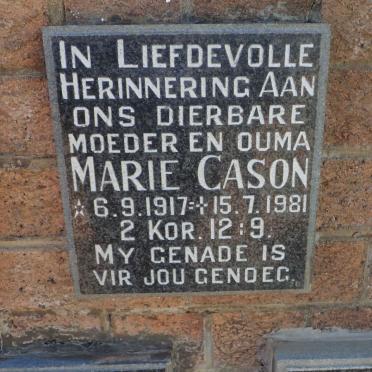 In Liefdevolle
Herinnering Aan
ons dierbare
moeder en ouma
Marie Cason
☆ 6.9.1917 = ✝ 15.7.1981
2 Kor. 12:9.
My genade is
vir jou genoeg.